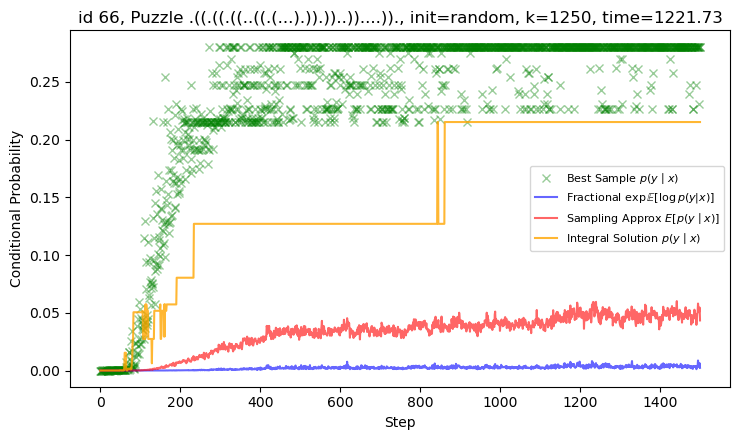 id 66, Puzzle .((.((.((..((.((.(...).)).))..))....))., init=random, k=1250, time=1221.73
Conditional Probability
0.25
0.20
0.15
0.10
0.05
0.00
Best Sample p(y | x)
Fractional exp𝔼[log p(y|x)]
Sampling Approx E[p(y | x)]
Integral Solution p(y | x)
0 200 400 600 800 1000 1200 1400
Step